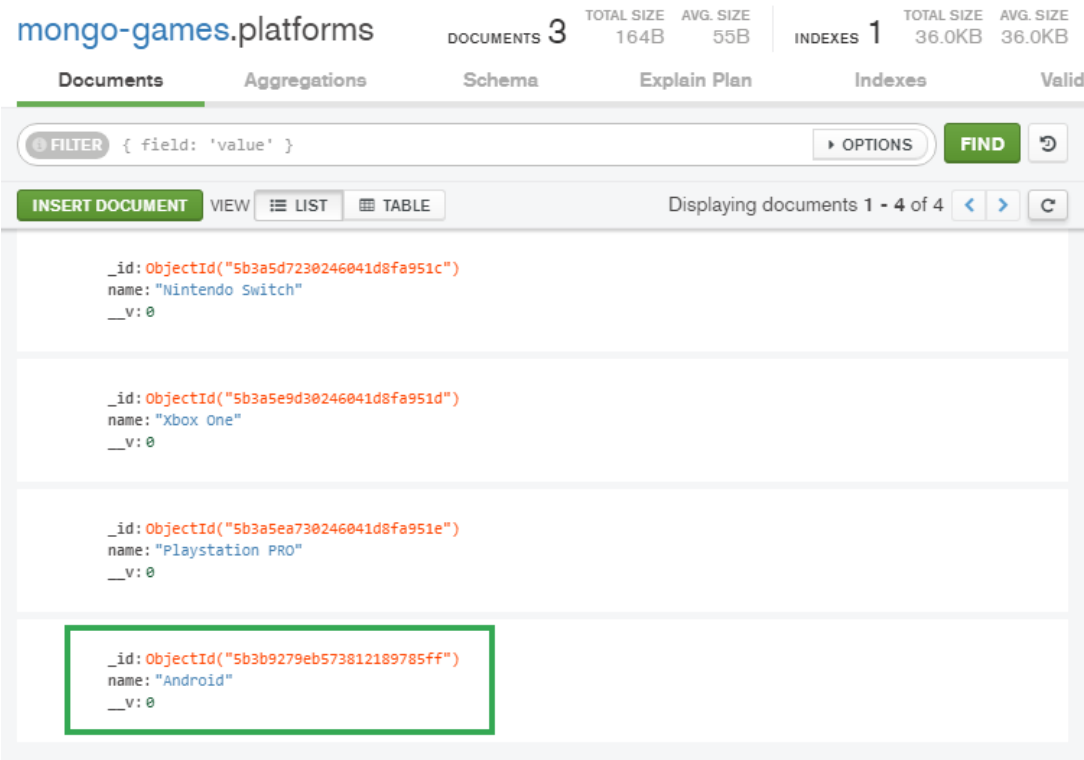 mongo-games.platforms
DOCUMENTS 3 TOTAL SIZE 164B AVG. SIZE 55B INDEXES 1 TOTAL SIZE 36.0KB AVG. SIZE 36.0KB
Documents Aggregations Schema Explain Plan Indexes Valid
FILTER { field: 'value' } OPTIONS FIND
INSERT DOCUMENT VIEW LIST TABLE Displaying documents 1 - 4 of 4
_id: ObjectId("5b3a5d7230246041d8fa951c")
name: "Nintendo Switch"
__v: 0
_id: ObjectId("5b3a5e9d30246041d8fa951d")
name: "Xbox One"
__v: 0
_id: ObjectId("5b3a5ea730246041d8fa951e")
name: "Playstation PRO"
__v: 0
_id: ObjectId("5b3b9279eb573812189785ff")
name: "Android"
__v: 0